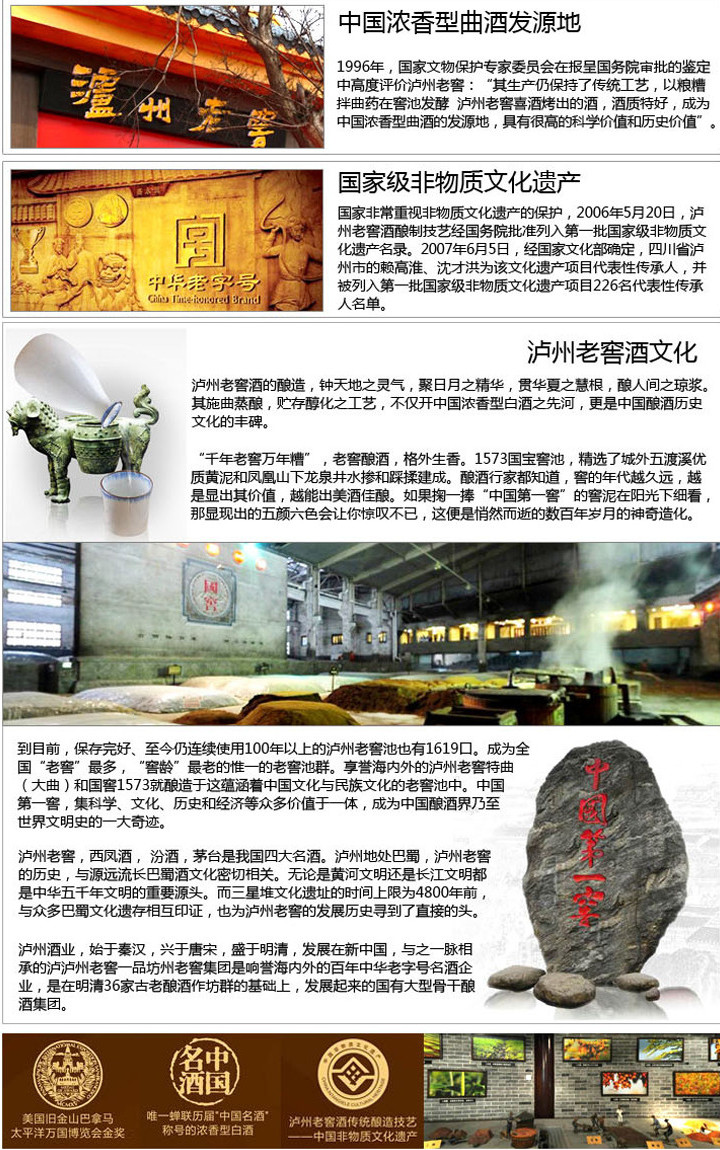 泸州老窖
中国浓香型曲酒发源地
1996年，国家文物保护专家委员会在报呈国务院审批的鉴定
中高度评价泸州老窖：“其生产仍保持了传统工艺，以粮糟
拌曲药在窖池发酵 泸州老窖喜酒烤出的酒，酒质特好，成为
中国浓香型曲酒的发源地，具有很高的科学价值和历史价值”。
中华老字号
China Time-honored Brand
国家级非物质文化遗产
国家非常重视非物质文化遗产的保护，2006年5月20日，泸
州老窖酒酿制技艺经国务院批准列入第一批国家级非物质文
化遗产名录。2007年6月5日，经国家文化部确定，四川省泸
州市的赖高淮、沈才洪为该文化遗产项目代表性传承人，并
被列入第一批国家级非物质文化遗产项目226名代表性传承
人名单。
泸州老窖酒文化
泸州老窖酒的酿造，钟天地之灵气，聚日月之精华，贯华夏之慧根，酿人间之琼浆。
其施曲蒸酿，贮存醇化之工艺，不仅开中国浓香型白酒之先河，更是中国酿酒历史
文化的丰碑。
“千年老窖万年糟”，老窖酿酒，格外生香。1573国宝窖池，精选了城外五渡溪优
质黄泥和凤凰山下龙泉井水掺和踩揉建成。酿酒行家都知道，窖的年代越久远，越
是显出其价值，越能出美酒佳酿。如果掬一捧“中国第一窖”的窖泥在阳光下细看，
那显现出的五颜六色会让你惊叹不已，这便是悄然而逝的数百年岁月的神奇造化。
國窖
到目前，保存完好、至今仍连续使用100年以上的泸州老窖池也有1619口。成为全
国“老窖”最多，“窖龄”最老的惟一的老窖池群。享誉海内外的泸州老窖特曲
（大曲）和国窖1573就酿造于这蕴涵着中国文化与民族文化的老窖池中。中国
第一窖，集科学、文化、历史和经济等众多价值于一体，成为中国酿酒界乃至
世界文明史的一大奇迹。
泸州老窖，西凤酒， 汾酒，茅台是我国四大名酒。泸州地处巴蜀，泸州老窖
的历史，与源远流长巴蜀酒文化密切相关。无论是黄河文明还是长江文明都
是中华五千年文明的重要源头。而三星堆文化遗址的时间上限为4800年前，
与众多巴蜀文化遗存相互印证，也为泸州老窖的发展历史寻到了直接的头。
泸州酒业，始于秦汉，兴于唐宋，盛于明清，发展在新中国，与之一脉相
承的泸泸州老窖一品坊州老窖集团是响誉海内外的百年中华老字号名酒企
业，是在明清36家古老酿酒作坊群的基础上，发展起来的国有大型骨干酿
酒集团。
中国第一窖
美国旧金山巴拿马
太平洋万国博览会金奖
中国名酒
唯一蝉联历届“中国名酒”
称号的浓香型白酒
泸州老窖酒传统酿造技艺
——中国非物质文化遗产